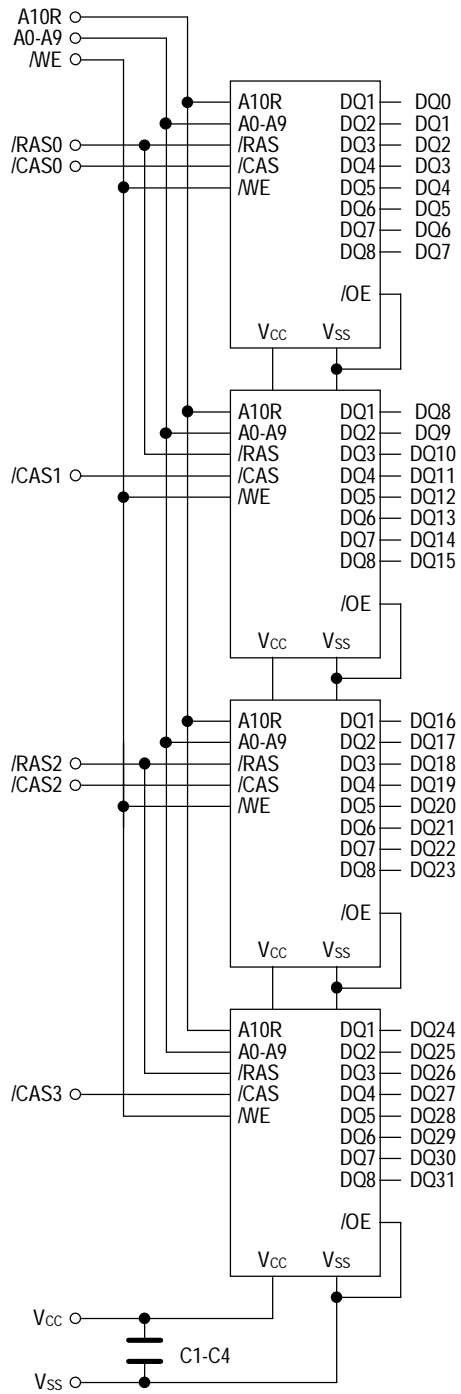 A10R
A0-A9
/WE
A10R DQ1 DQ0
A0-A9 DQ2 DQ1
/RAS0 /RAS DQ3 DQ2
/CAS0 /CAS DQ4 DQ3
/WE DQ5 DQ4
DQ6 DQ5
DQ7 DQ6
DQ8 DQ7
/OE
VCC VSS
A10R DQ1 DQ8
A0-A9 DQ2 DQ9
/RAS DQ3 DQ10
/CAS1 /CAS DQ4 DQ11
/WE DQ5 DQ12
DQ6 DQ13
DQ7 DQ14
DQ8 DQ15
/OE
VCC VSS
A10R DQ1 DQ16
A0-A9 DQ2 DQ17
/RAS2 /RAS DQ3 DQ18
/CAS2 /CAS DQ4 DQ19
/WE DQ5 DQ20
DQ6 DQ21
DQ7 DQ22
DQ8 DQ23
/OE
VCC VSS
A10R DQ1 DQ24
A0-A9 DQ2 DQ25
/RAS DQ3 DQ26
/CAS3 /CAS DQ4 DQ27
/WE DQ5 DQ28
DQ6 DQ29
DQ7 DQ30
DQ8 DQ31
/OE
VCC VSS
VCC
C1-C4
VSS